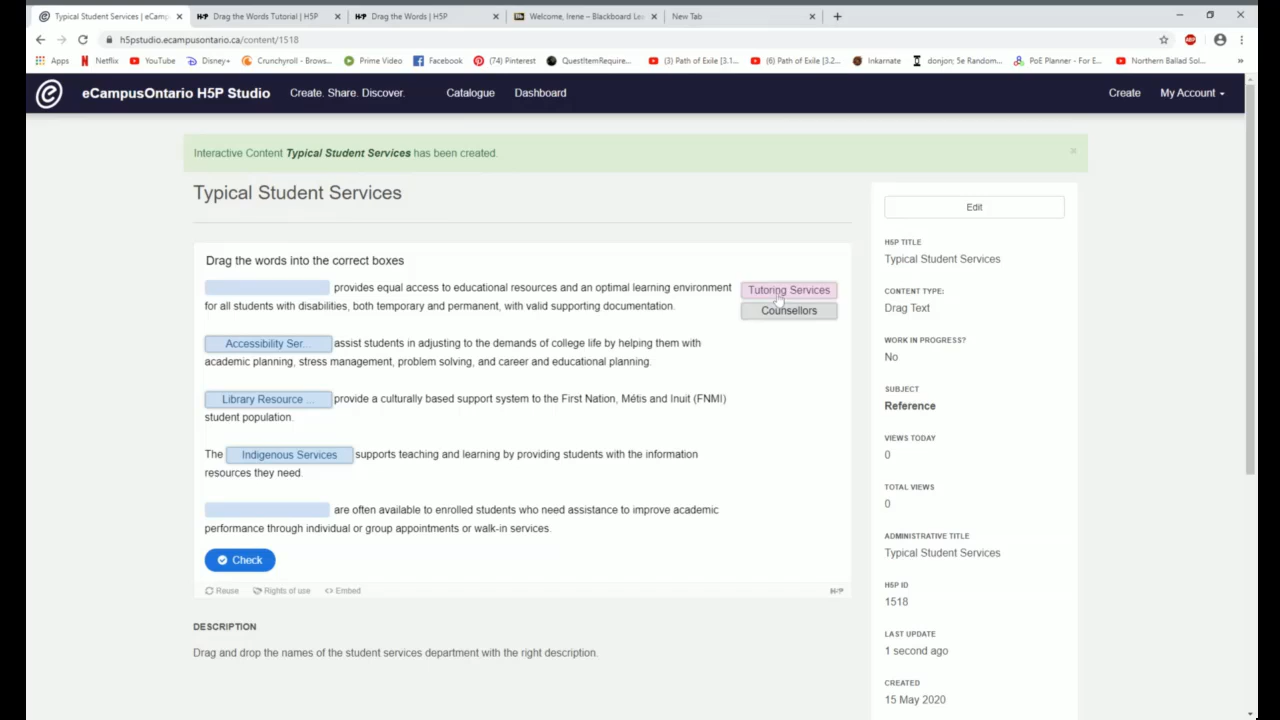 Typical Student Services | eCamp
Drag the Words Tutorial | H5P
Drag the Words | H5P
Welcome, Irene – Blackboard Le
New Tab
h5pstudio.ecampusontario.ca/content/1518
Apps Netflix YouTube Disney+ Crunchyroll - Brows... Prime Video Facebook (74) Pinterest QuestItemRequire... (3) Path of Exile [3.1... (6) Path of Exile [3.2... Inkarnate donjon; 5e Random... PoE Planner - For E... Northern Ballad Sol... »
eCampusOntario H5P Studio Create. Share. Discover. Catalogue Dashboard Create My Account
Interactive Content Typical Student Services has been created. ×
Typical Student Services
Drag the words into the correct boxes
provides equal access to educational resources and an optimal learning environment
for all students with disabilities, both temporary and permanent, with valid supporting documentation.
Accessibility Ser... assist students in adjusting to the demands of college life by helping them with
academic planning, stress management, problem solving, and career and educational planning.
Library Resource ... provide a culturally based support system to the First Nation, Métis and Inuit (FNMI)
student population.
The Indigenous Services supports teaching and learning by providing students with the information
resources they need.
are often available to enrolled students who need assistance to improve academic
performance through individual or group appointments or walk-in services.
Tutoring Services
Counsellors
Check
Reuse Rights of use Embed H5P
DESCRIPTION
Drag and drop the names of the student services department with the right description.
Edit
H5P TITLE
Typical Student Services
CONTENT TYPE:
Drag Text
WORK IN PROGRESS?
No
SUBJECT
Reference
VIEWS TODAY
0
TOTAL VIEWS
0
ADMINISTRATIVE TITLE
Typical Student Services
H5P ID
1518
LAST UPDATE
1 second ago
CREATED
15 May 2020